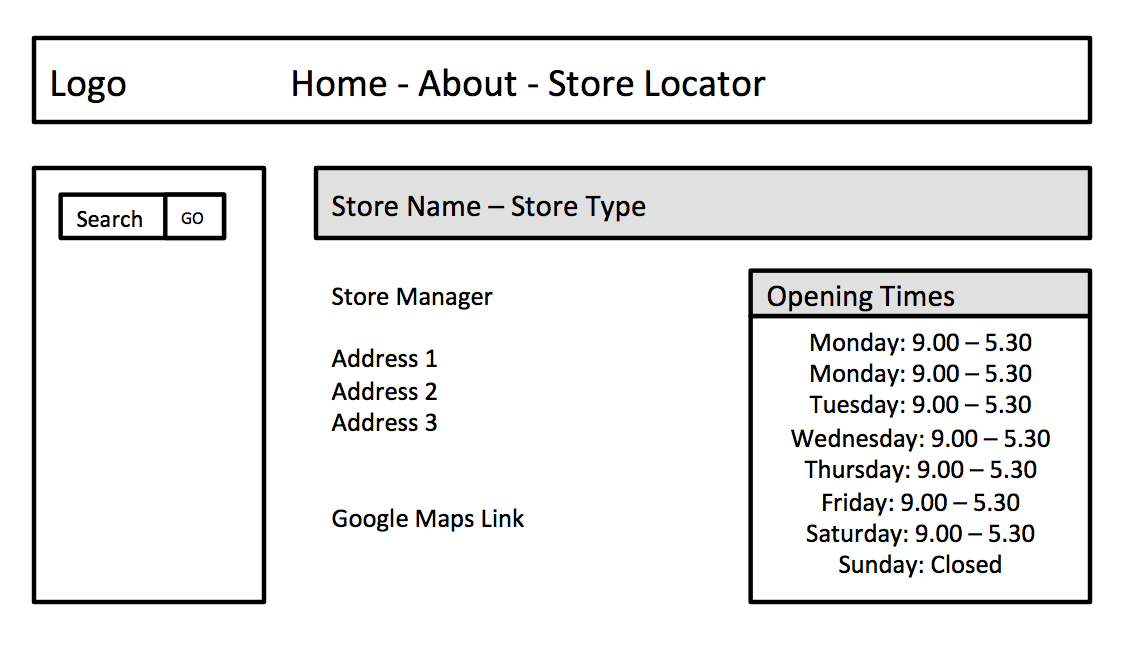 Logo
Home - About - Store Locator
Search
GO
Store Name – Store Type
Store Manager
Address 1
Address 2
Address 3
Google Maps Link
Opening Times
Monday: 9.00 – 5.30
Monday: 9.00 – 5.30
Tuesday: 9.00 – 5.30
Wednesday: 9.00 – 5.30
Thursday: 9.00 – 5.30
Friday: 9.00 – 5.30
Saturday: 9.00 – 5.30
Sunday: Closed